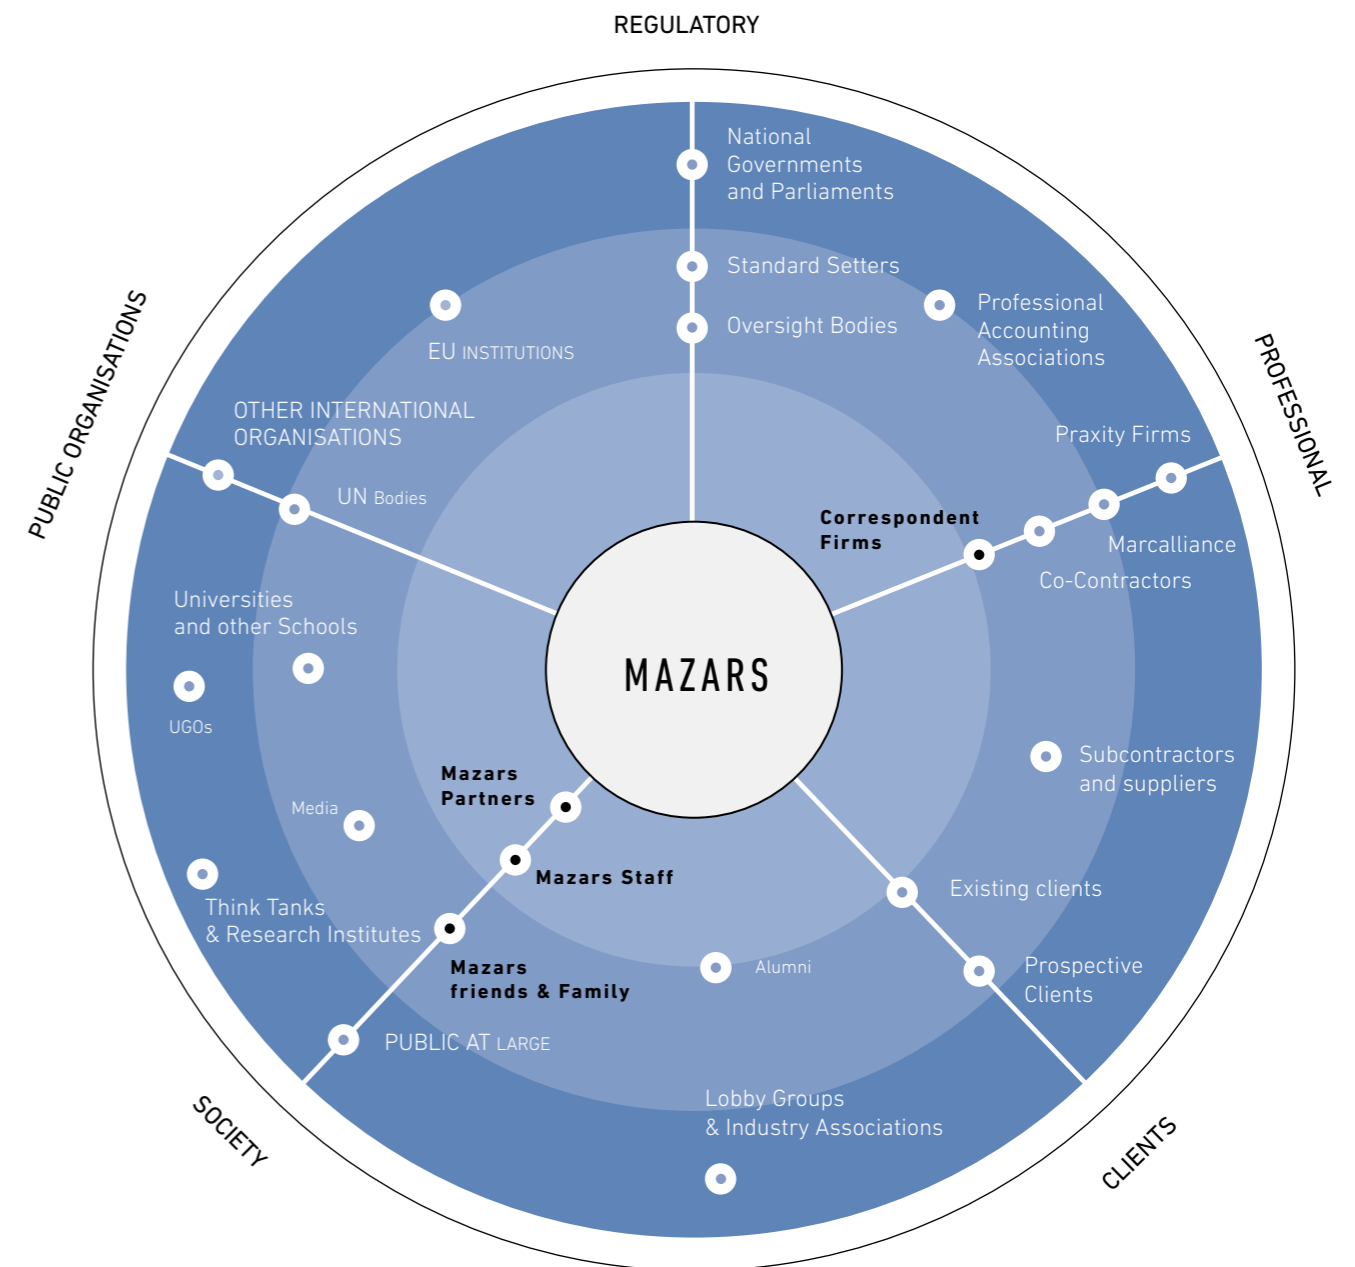 REGULATORY
National
Governments
and Parliaments
Standard Setters
Oversight Bodies
Professional
Accounting
Associations
EU INSTITUTIONS
PUBLIC ORGANISATIONS
PROFESSIONAL
OTHER INTERNATIONAL
ORGANISATIONS
UN Bodies
Praxity Firms
Correspondent
Firms
Marcalliance
Co-Contractors
Universities
and other Schools
UGOs
MAZARS
Subcontractors
and suppliers
Mazars
Partners
Media
Mazars Staff
Existing clients
Think Tanks
& Research Institutes
Mazars
friends & Family
Alumni
Prospective
Clients
PUBLIC AT LARGE
Lobby Groups
& Industry Associations
SOCIETY
CLIENTS